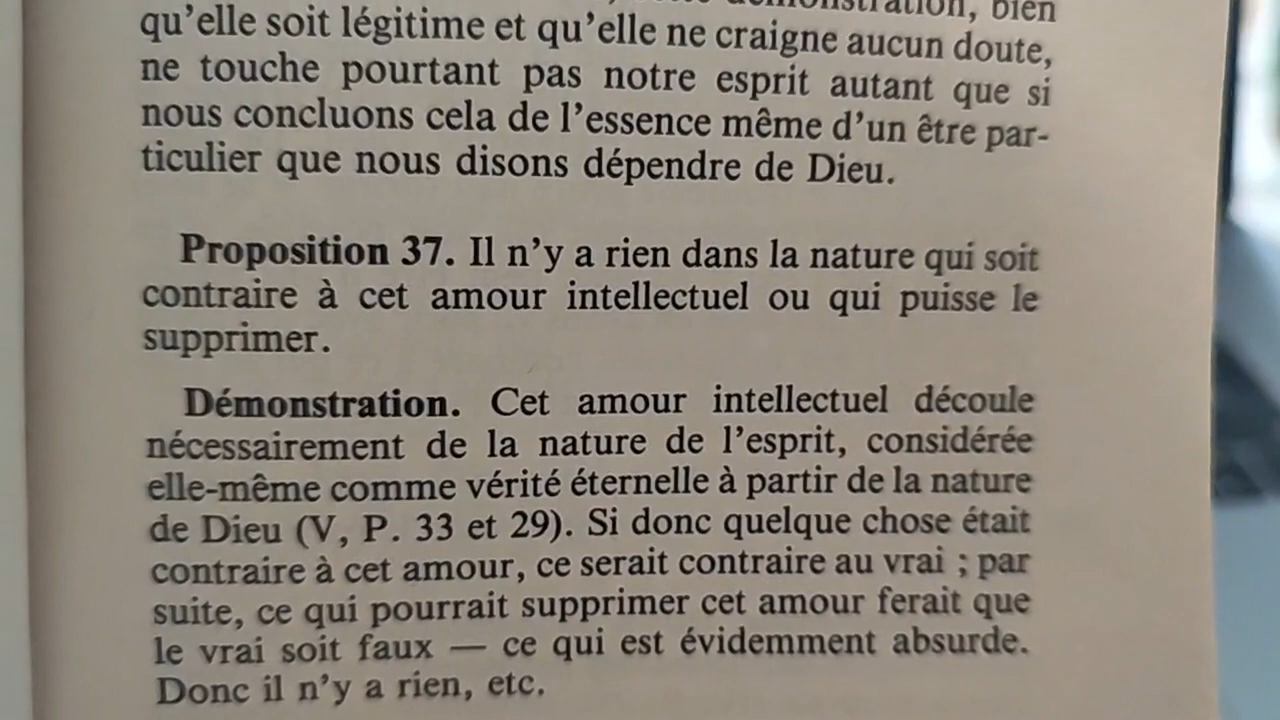 démonstration, bien
qu'elle soit légitime et qu'elle ne craigne aucun doute,
ne touche pourtant pas notre esprit autant que si
nous concluons cela de l'essence même d'un être par-
ticulier que nous disons dépendre de Dieu.
Proposition 37. Il n'y a rien dans la nature qui soit
contraire à cet amour intellectuel ou qui puisse le
supprimer.
Démonstration. Cet amour intellectuel découle
nécessairement de la nature de l'esprit, considérée
elle-même comme vérité éternelle à partir de la nature
de Dieu (V, P. 33 et 29). Si donc quelque chose était
contraire à cet amour, ce serait contraire au vrai ; par
suite, ce qui pourrait supprimer cet amour ferait que
le vrai soit faux — ce qui est évidemment absurde.
Donc il n'y a rien, etc.